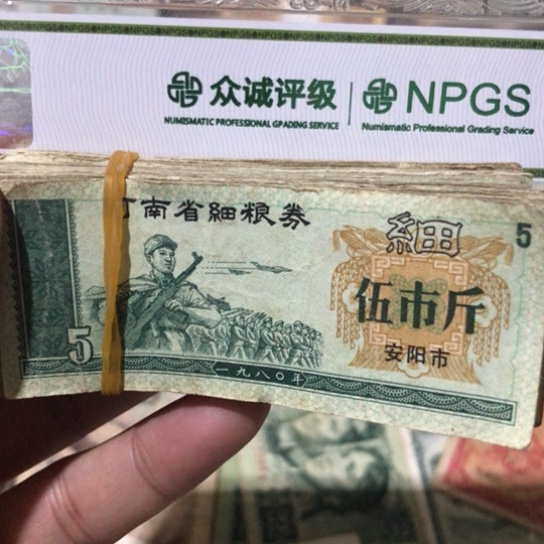 众诚评级
NUMISMATIC PROFESSIONAL GPADING SERVICE
NPGS
Numismatic Professional Grading Service
南省細粮券
細
5
伍市斤
安阳市
5
一九八〇年